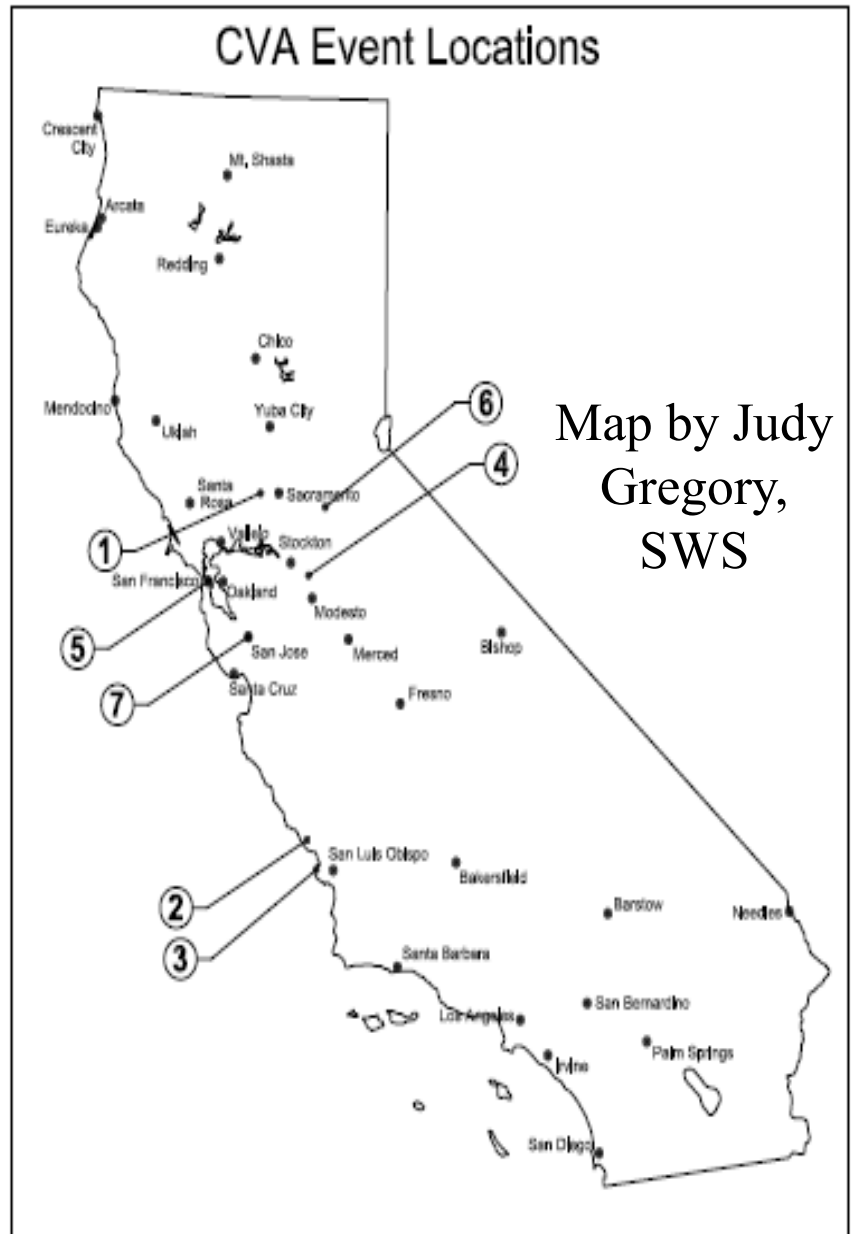 CVA Event Locations
Crescent
City
Mt. Shasta
Arcata
Eureka
Redding
Chico
Mendocino
Ukiah
Yuba City
6
Map by Judy
Gregory,
SWS
4
Santa
Rosa
Sacramento
1
Vallejo
Stockton
San Francisco
Oakland
Modesto
5
San Jose
Merced
Bishop
7
Santa Cruz
Fresno
San Luis Obispo
Bakersfield
2
Barstow
Needles
3
Santa Barbara
San Bernardino
Los Angeles
Palm Springs
Irvine
San Diego